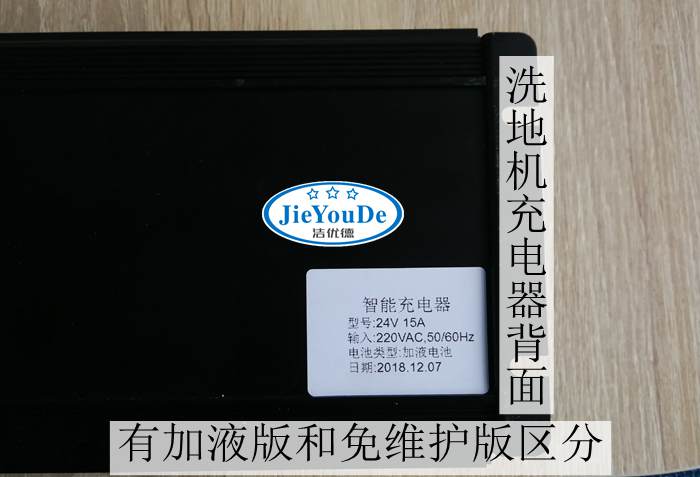 洗地机充电器背面
JieYouDe
洁优德
智能充电器
型号:24V 15A
输入:220VAC,50/60Hz
电池类型:加液电池
日期:2018.12.07
有加液版和免维护版区分